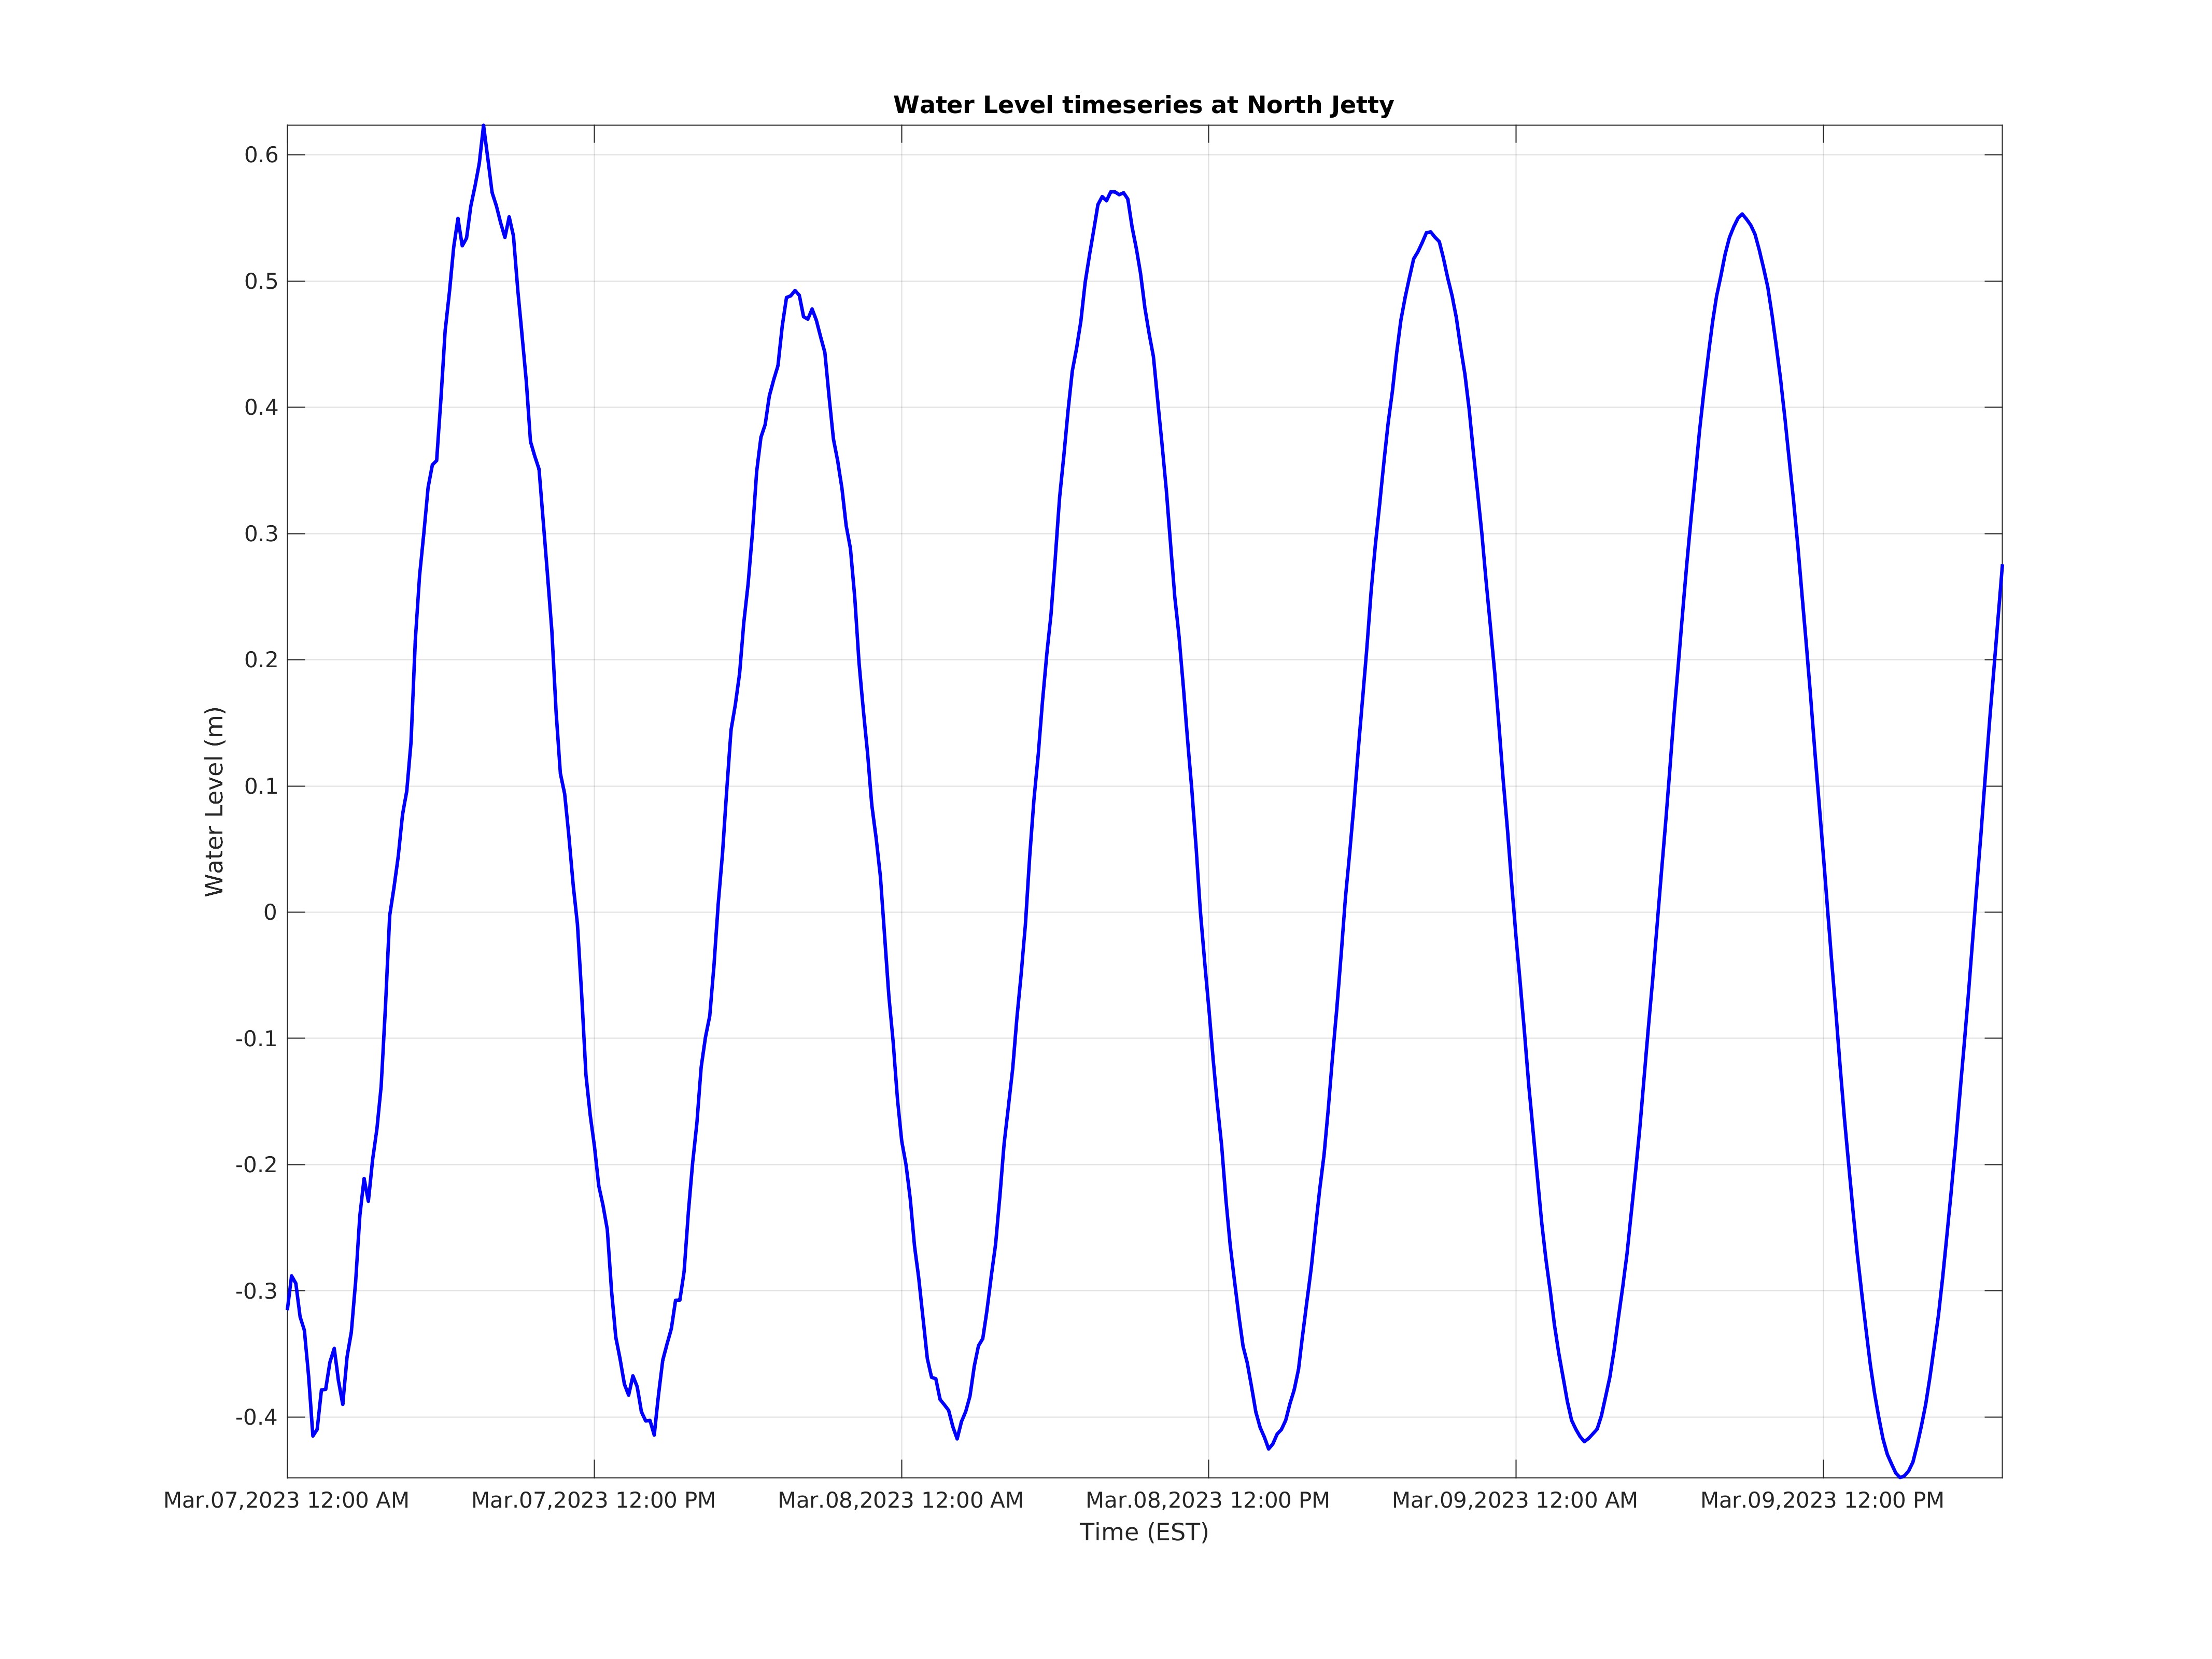 Water Level timeseries at North Jetty
0.6
0.5
0.4
0.3
0.2
0.1
0
-0.1
-0.2
-0.3
-0.4
Water Level (m)
Mar.07,2023 12:00 AM
Mar.07,2023 12:00 PM
Mar.08,2023 12:00 AM
Mar.08,2023 12:00 PM
Mar.09,2023 12:00 AM
Mar.09,2023 12:00 PM
Time (EST)